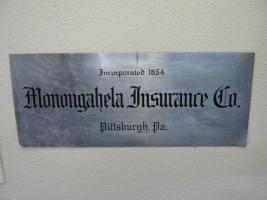 Incorporated 1854
Monongahela Insurance Co.
Pittsburgh, Pa.